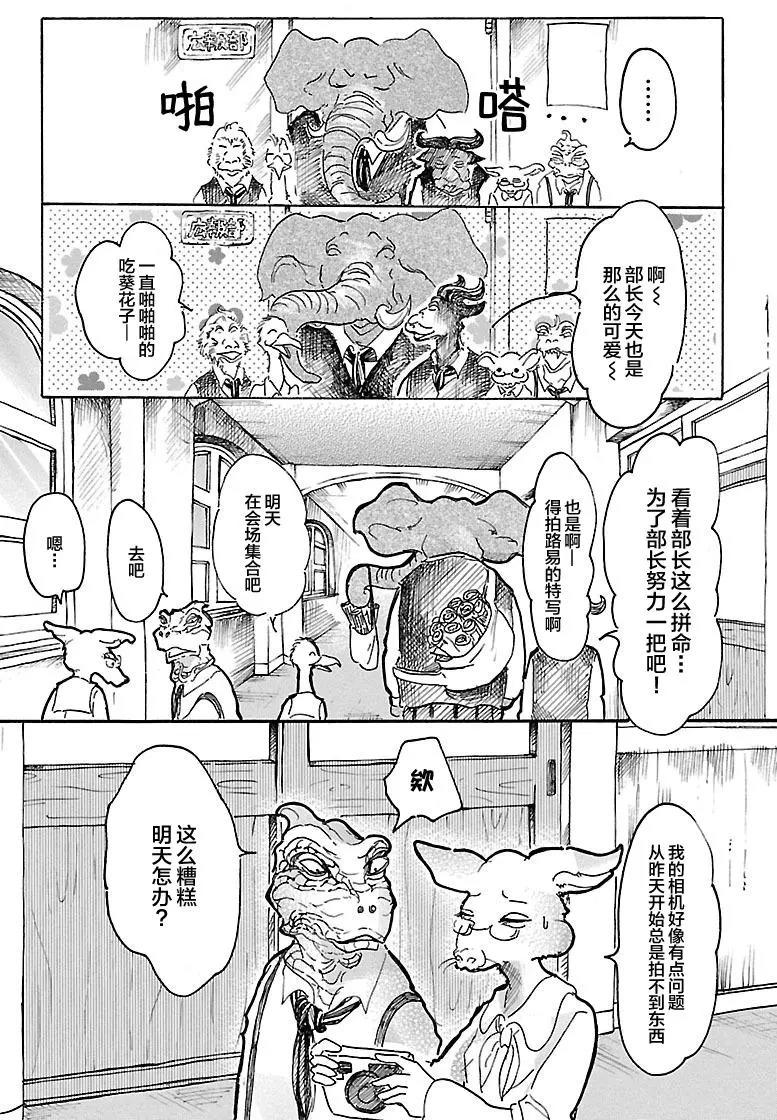 広報部
……
啪
嗒…
広報部
啊～
部长今天也是
那么的可爱～
一直啪啪啪的
吃葵花子—
看着部长这么拼命…
为了部长努力一把吧！
也是啊—
得拍路易的特写啊
明天
在会场集合吧
去吧
嗯…
我的相机好像有点问题
从昨天开始总是拍不到东西
欸
这么糟糕
明天怎办？